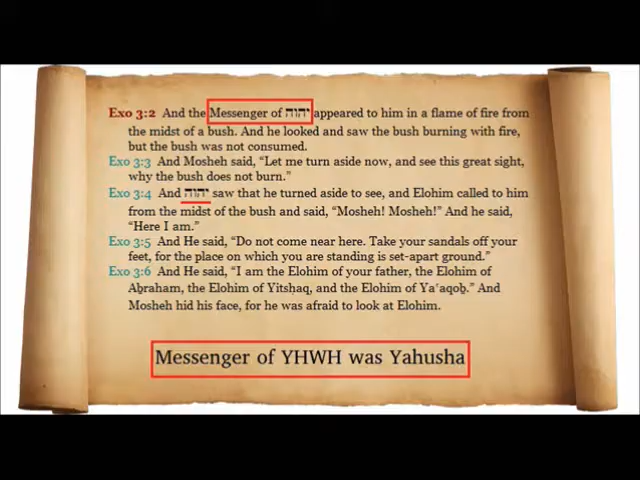 Exo 3:2 And the Messenger of יהוה appeared to him in a flame of fire from
the midst of a bush. And he looked and saw the bush burning with fire,
but the bush was not consumed.
Exo 3:3 And Mosheh said, “Let me turn aside now, and see this great sight,
why the bush does not burn.”
Exo 3:4 And יהוה saw that he turned aside to see, and Elohim called to him
from the midst of the bush and said, “Mosheh! Mosheh!” And he said,
“Here I am.”
Exo 3:5 And He said, “Do not come near here. Take your sandals off your
feet, for the place on which you are standing is set-apart ground.”
Exo 3:6 And He said, “I am the Elohim of your father, the Elohim of
Aḇraham, the Elohim of Yitsḥaq, and the Elohim of Yaʽaqoḇ.” And
Mosheh hid his face, for he was afraid to look at Elohim.
Messenger of YHWH was Yahusha